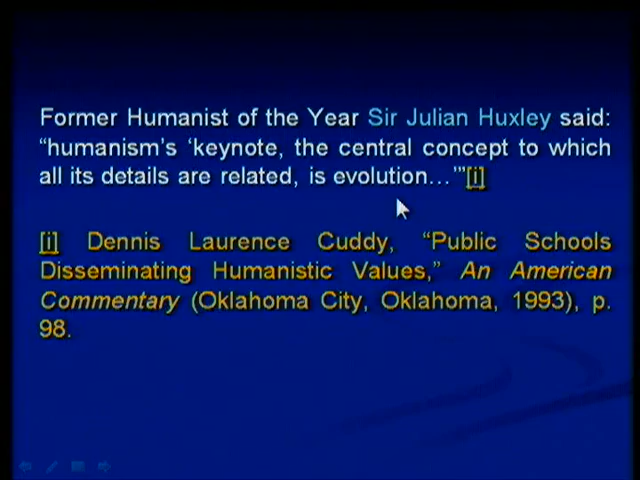 Former Humanist of the Year Sir Julian Huxley said:
“humanism’s ‘keynote, the central concept to which
all its details are related, is evolution…’”[i]
[i] Dennis Laurence Cuddy, “Public Schools
Disseminating Humanistic Values,” An American
Commentary (Oklahoma City, Oklahoma, 1993), p.
98.